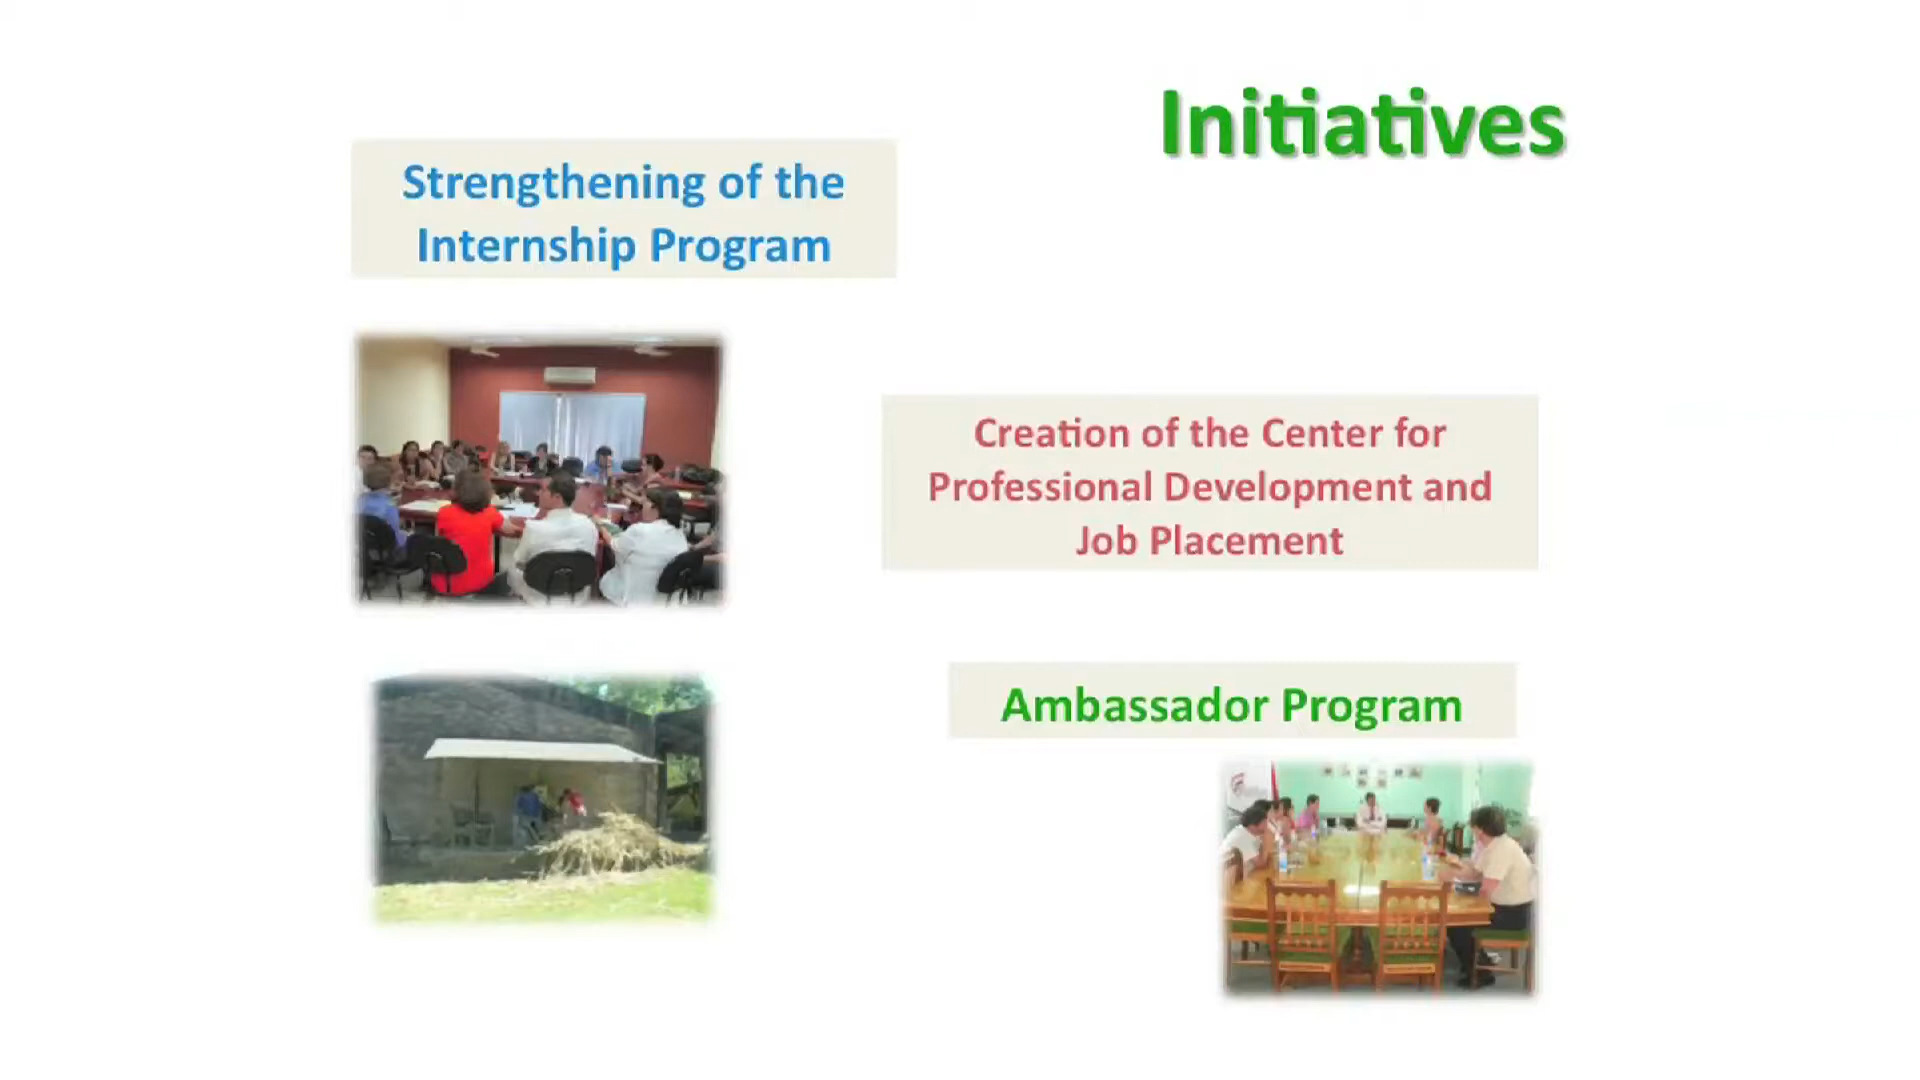 Initiatives
Strengthening of the
Internship Program
Creation of the Center for
Professional Development and
Job Placement
Ambassador Program